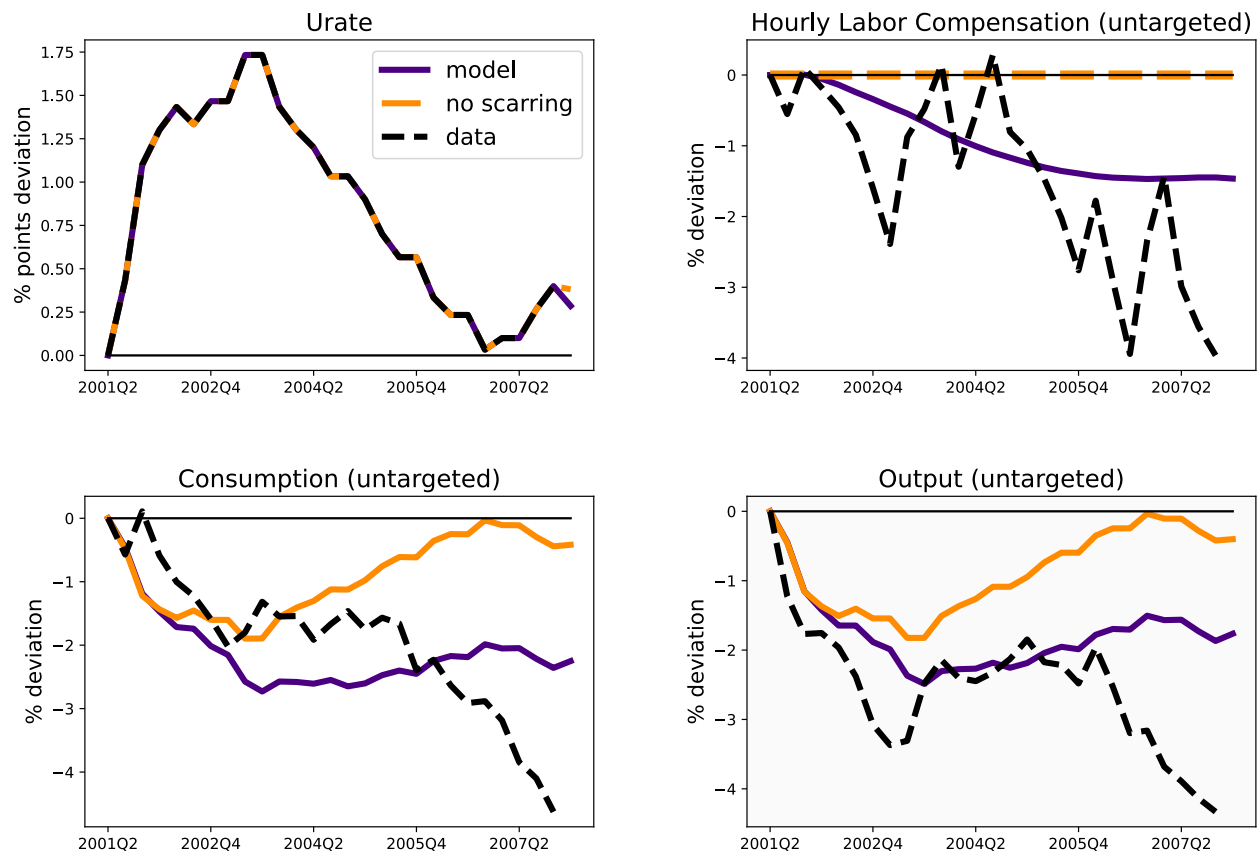 Urate
% points deviation
1.75
1.50
1.25
1.00
0.75
0.50
0.25
0.00
model
no scarring
data
2001Q2
2002Q4
2004Q2
2005Q4
2007Q2
Hourly Labor Compensation (untargeted)
% deviation
0
−1
−2
−3
−4
2001Q2
2002Q4
2004Q2
2005Q4
2007Q2
Consumption (untargeted)
% deviation
0
−1
−2
−3
−4
2001Q2
2002Q4
2004Q2
2005Q4
2007Q2
Output (untargeted)
% deviation
0
−1
−2
−3
−4
2001Q2
2002Q4
2004Q2
2005Q4
2007Q2